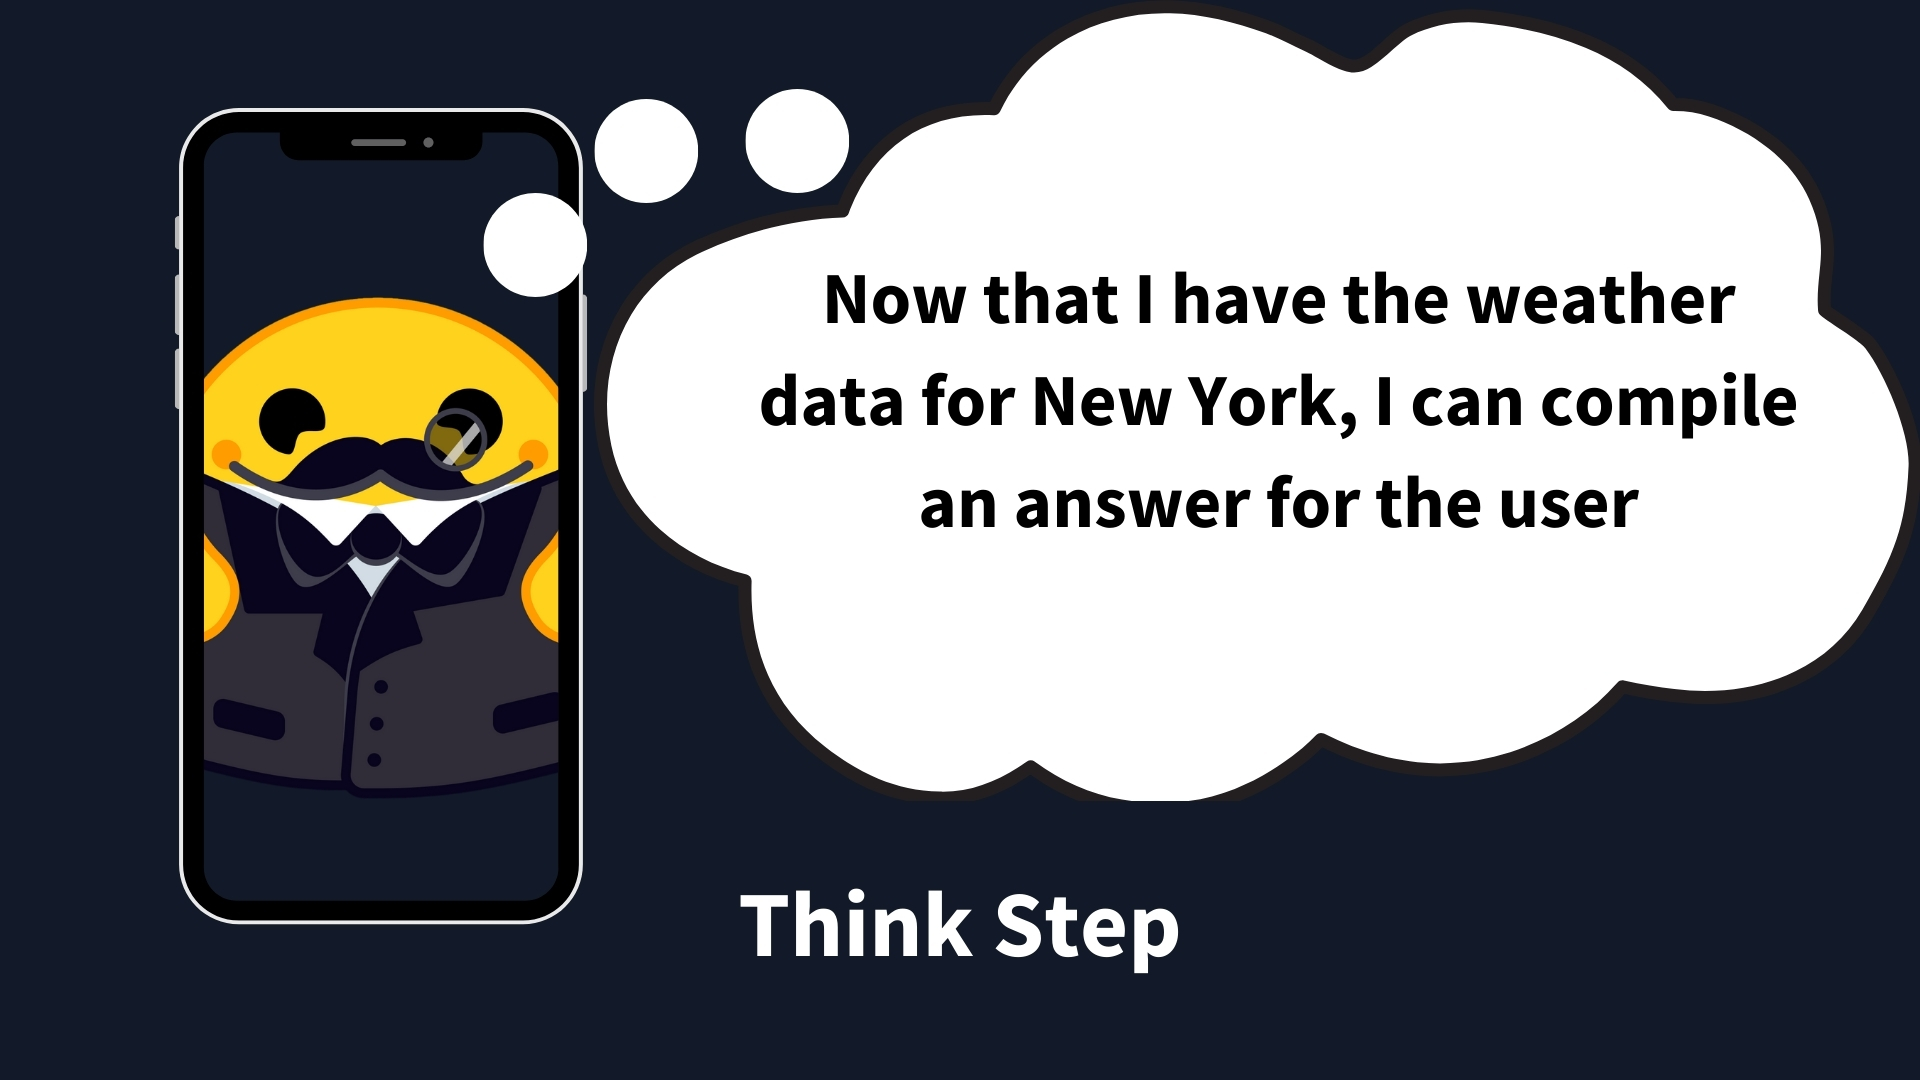 Now that I have the weather
data for New York, I can compile
an answer for the user
Think Step